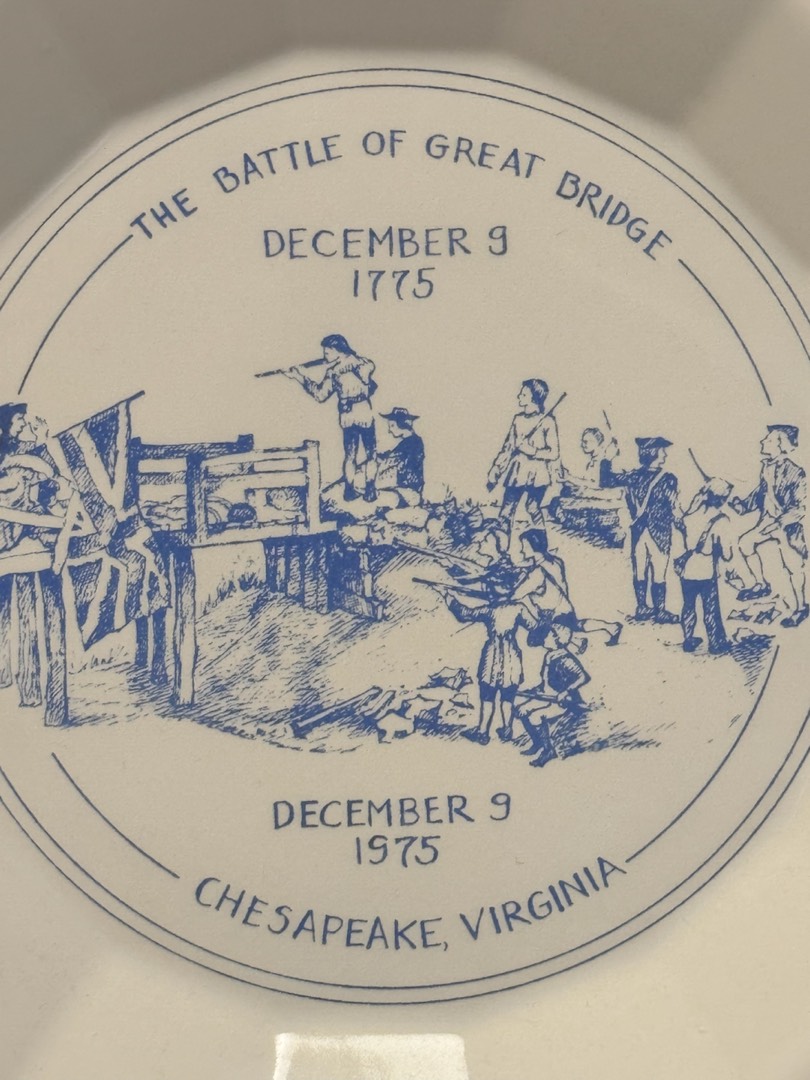 THE BATTLE OF GREAT BRIDGE
DECEMBER 9
1775
DECEMBER 9
1975
CHESAPEAKE, VIRGINIA